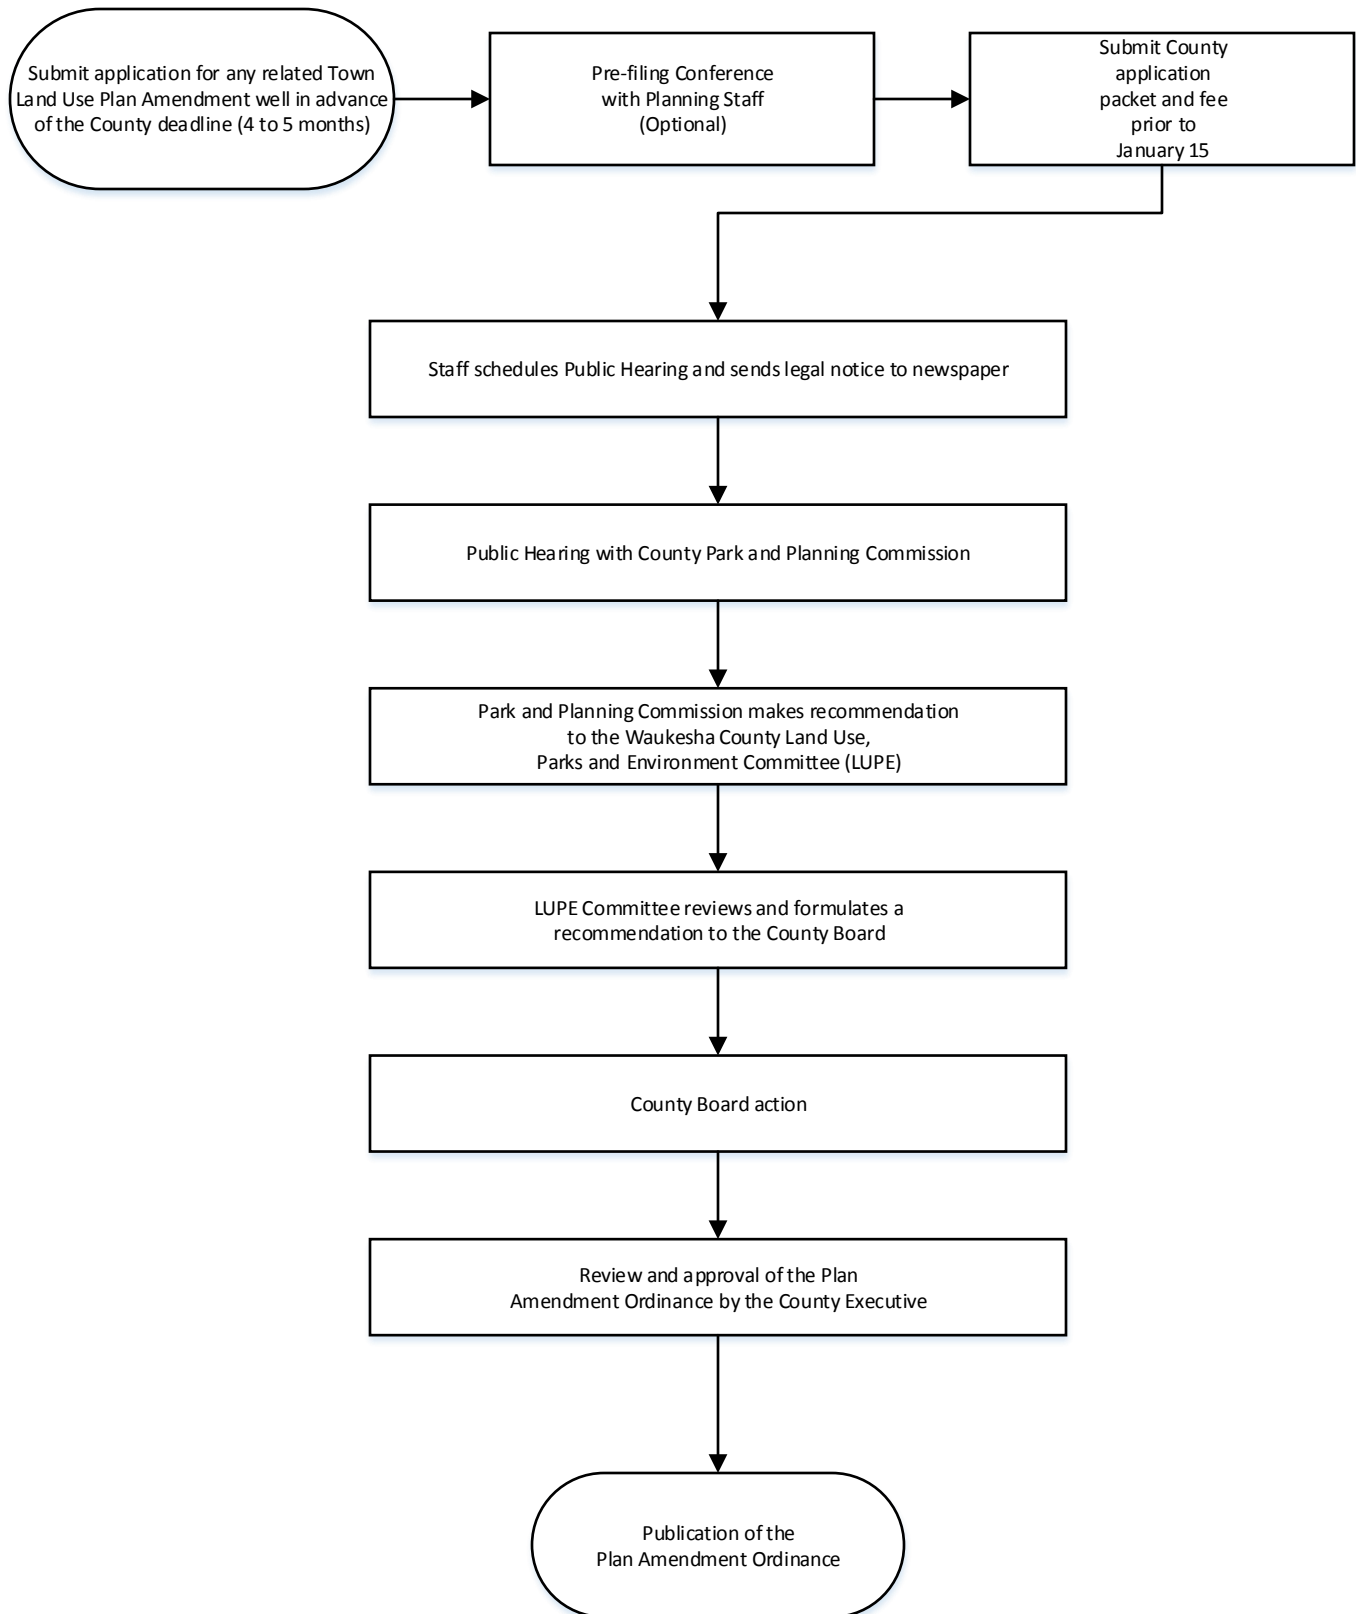 Submit application for any related Town
Land Use Plan Amendment well in advance
of the County deadline (4 to 5 months)
Pre-filing Conference
with Planning Staff
(Optional)
Submit County
application
packet and fee
prior to
January 15
Staff schedules Public Hearing and sends legal notice to newspaper
Public Hearing with County Park and Planning Commission
Park and Planning Commission makes recommendation
to the Waukesha County Land Use,
Parks and Environment Committee (LUPE)
LUPE Committee reviews and formulates a
recommendation to the County Board
County Board action
Review and approval of the Plan
Amendment Ordinance by the County Executive
Publication of the
Plan Amendment Ordinance